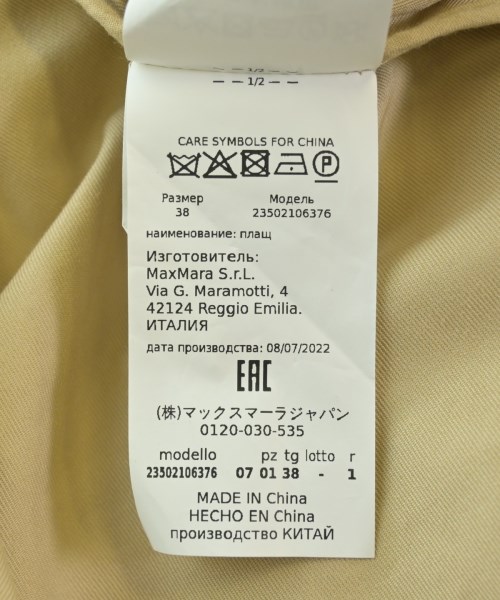 — — 1/2 — —
CARE SYMBOLS FOR CHINA
P
Размер Модель
38 23502106376
наименование: плащ
Изготовитель:
MaxMara S.r.L.
Via G. Maramotti, 4
42124 Reggio Emilia.
ИТАЛИЯ
дата производства: 08/07/2022
EAC
(株)マックスマーラジャパン
0120-030-535
modello pz tg lotto r
23502106376 07 01 38 - 1
MADE IN China
HECHO EN China
производство КИТАЙ